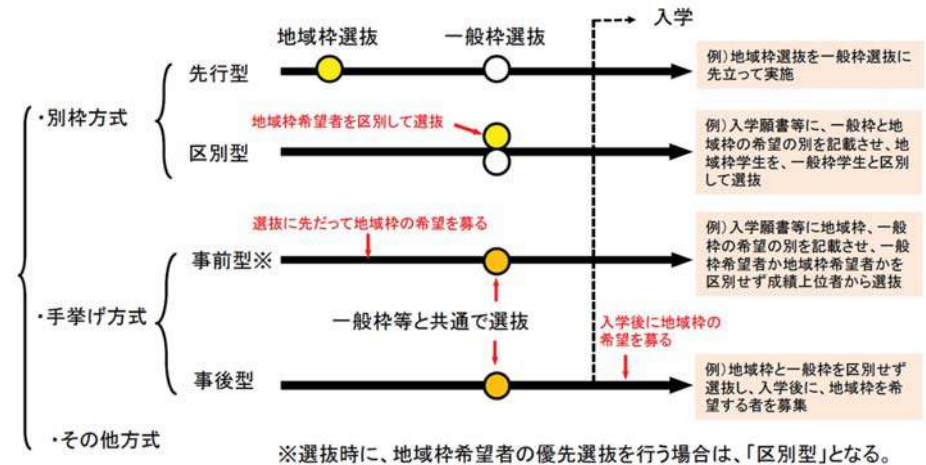 入学
地域枠選抜
一般枠選抜
先行型
例）地域枠選抜を一般枠選抜に
先立って実施
・別枠方式
地域枠希望者を区別して選抜
区別型
例）入学願書等に、一般枠と地
域枠の希望の別を記載させ、地
域枠学生を、一般枠学生と区別
して選抜
選抜に先だって地域枠の希望を募る
事前型※
例）入学願書等に地域枠、一般
枠の希望の別を記載させ、一般
枠希望者か地域枠希望者かを
区別せず成績上位者から選抜
・手挙げ方式
一般枠等と共通で選抜
入学後に地域枠の
希望を募る
事後型
例）地域枠と一般枠を区別せず
選抜し、入学後に、地域枠を希
望する者を募集
・その他方式
※選抜時に、地域枠希望者の優先選抜を行う場合は、「区別型」となる。